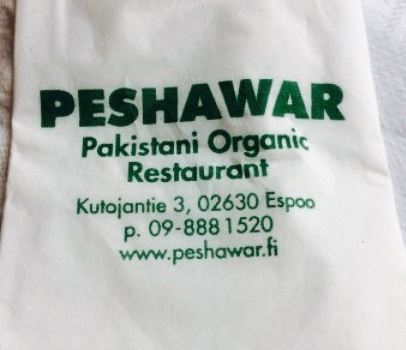 PESHAWAR
Pakistani Organic
Restaurant
Kutojantie 3, 02630 Espoo
p. 09-888 1520
www.peshawar.fi